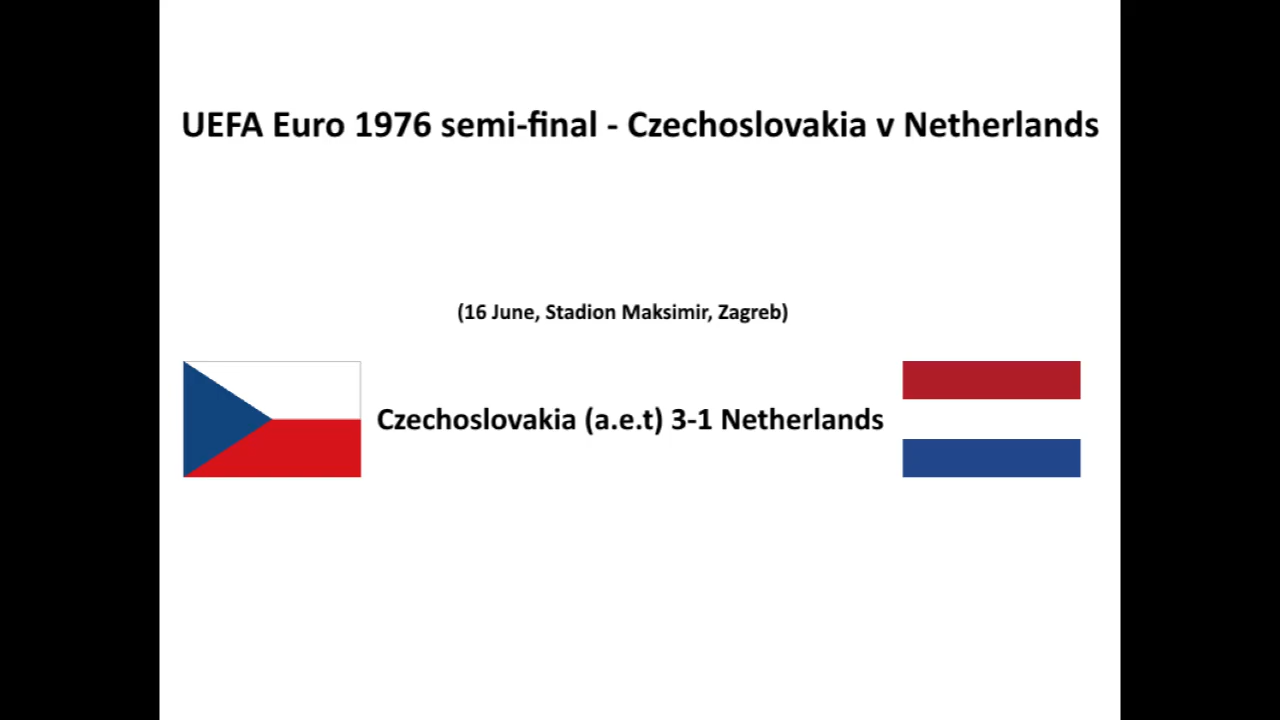 UEFA Euro 1976 semi-final - Czechoslovakia v Netherlands
(16 June, Stadion Maksimir, Zagreb)
Czechoslovakia (a.e.t) 3-1 Netherlands